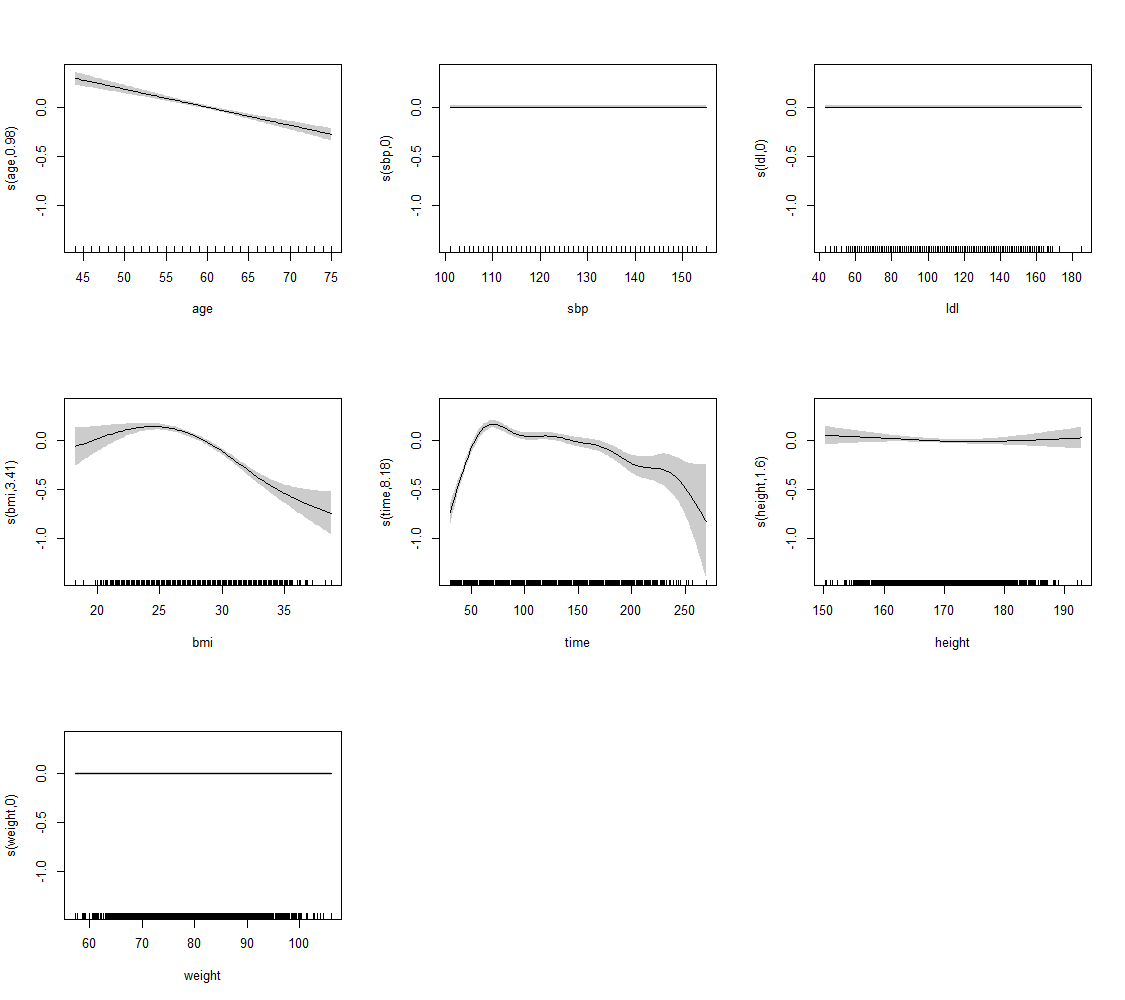 s(age,0.98)
0.0
-0.5
-1.0
45 50 55 60 65 70 75
age
s(sbp,0)
0.0
-0.5
-1.0
100 110 120 130 140 150
sbp
s(ldl,0)
0.0
-0.5
-1.0
40 60 80 100 120 140 160 180
ldl
s(bmi,3.41)
0.0
-0.5
-1.0
20 25 30 35
bmi
s(time,8.18)
0.0
-0.5
-1.0
50 100 150 200 250
time
s(height,1.6)
0.0
-0.5
-1.0
150 160 170 180 190
height
s(weight,0)
0.0
-0.5
-1.0
60 70 80 90 100
weight